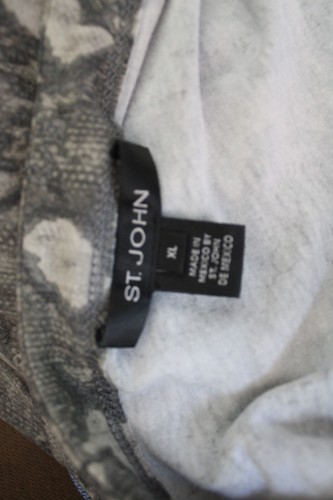 ST. JOHN
XL
MADE IN
MEXICO BY
ST. JOHN
DE MEXICO